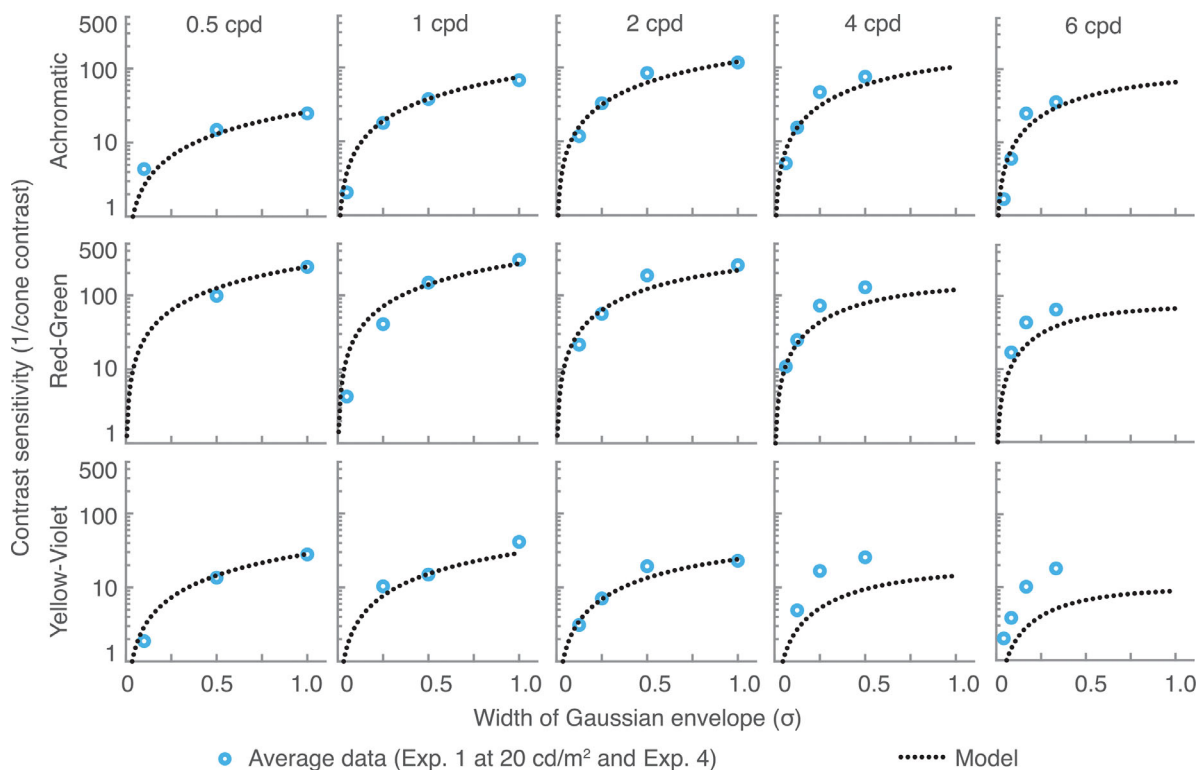 0.5 cpd 1 cpd 2 cpd 4 cpd 6 cpd
Contrast sensitivity (1/cone contrast)
Achromatic
500
100
10
1
Red-Green
500
100
10
1
Yellow-Violet
500
100
10
1
0 0.5 1.0 0 0.5 1.0 0 0.5 1.0 0 0.5 1.0 0 0.5 1.0
Width of Gaussian envelope (σ)
Average data (Exp. 1 at 20 cd/m² and Exp. 4) Model